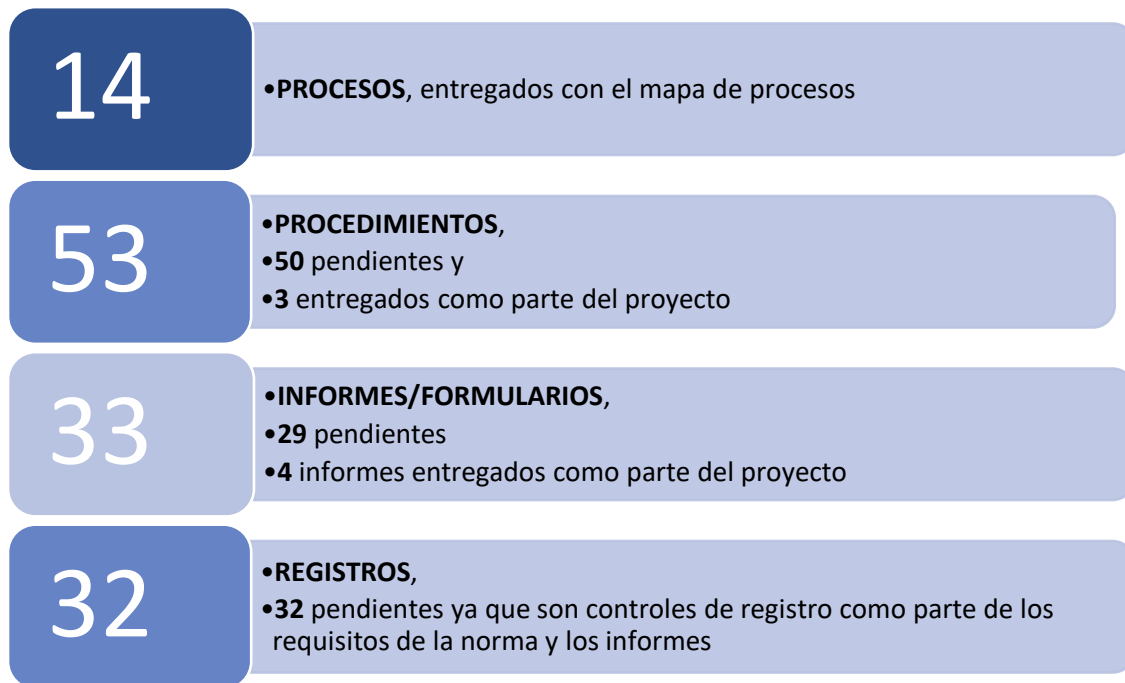 14
•PROCESOS, entregados con el mapa de procesos
53
•PROCEDIMIENTOS,
•50 pendientes y
•3 entregados como parte del proyecto
33
•INFORMES/FORMULARIOS,
•29 pendientes
•4 informes entregados como parte del proyecto
32
•REGISTROS,
•32 pendientes ya que son controles de registro como parte de los
requisitos de la norma y los informes